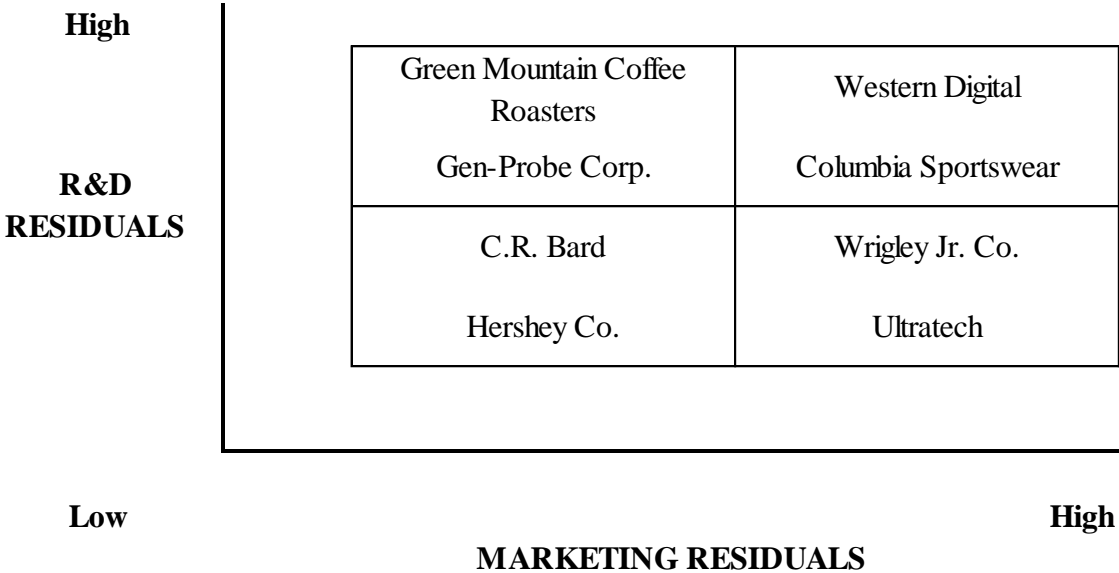 High
Green Mountain Coffee
Roasters
Western Digital
Gen-Probe Corp.
Columbia Sportswear
R&D
RESIDUALS
C.R. Bard
Wrigley Jr. Co.
Hershey Co.
Ultratech
Low
High
MARKETING RESIDUALS